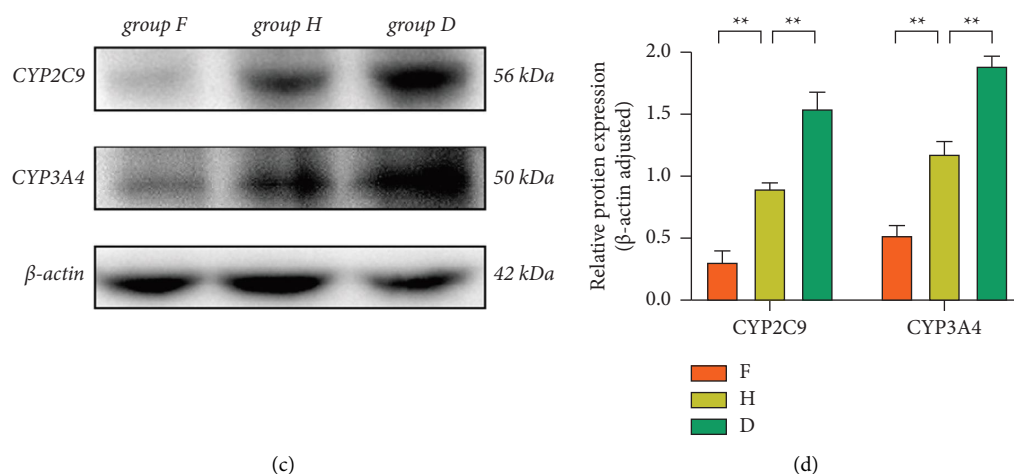 group F group H group D
CYP2C9 56 kDa
CYP3A4 50 kDa
β-actin 42 kDa
(c)
** ** ** **
Relative protien expression
(β-actin adjusted)
2.0
1.5
1.0
0.5
0.0
CYP2C9 CYP3A4
F
H
D
(d)